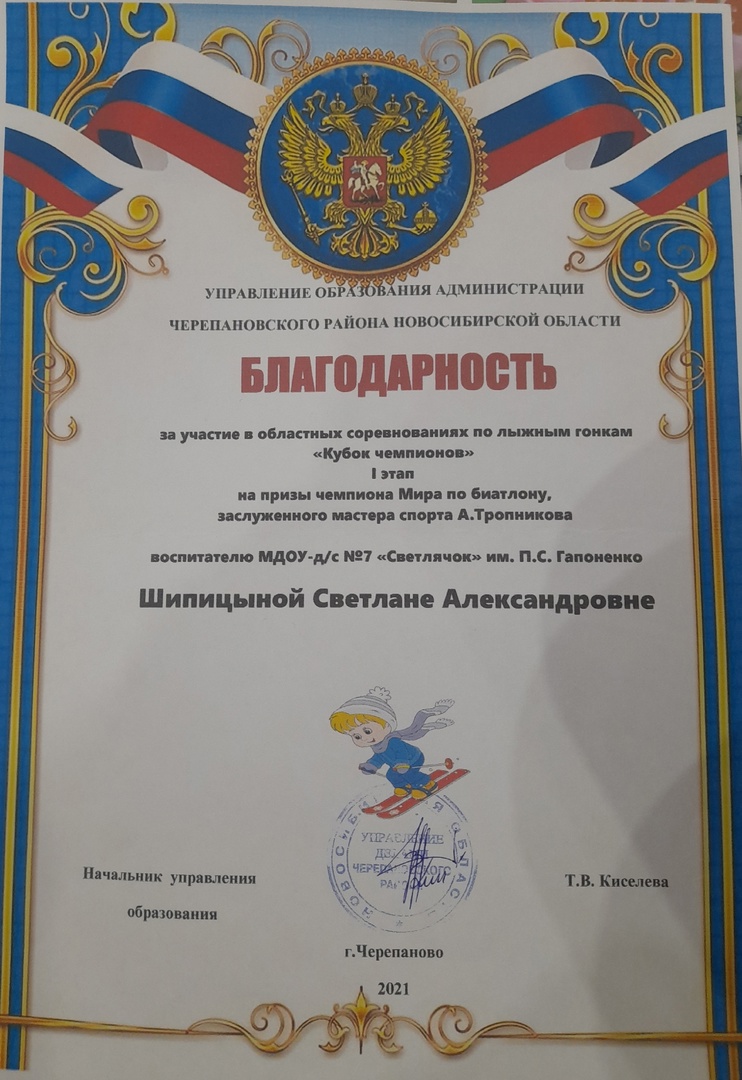 УПРАВЛЕНИЕ ОБРАЗОВАНИЯ АДМИНИСТРАЦИИ
ЧЕРЕПАНОВСКОГО РАЙОНА НОВОСИБИРСКОЙ ОБЛАСТИ
БЛАГОДАРНОСТЬ
за участие в областных соревнованиях по лыжным гонкам
«Кубок чемпионов»
I этап
на призы чемпиона Мира по биатлону,
заслуженного мастера спорта А.Тропникова
воспитателю МДОУ-д/с №7 «Светлячок» им. П.С. Гапоненко
Шипицыной Светлане Александровне
УПРАВЛЕНИЕ
ЧЕРЕПАНОВСКОГО
Начальник управления
образования
Т.В. Киселева
г.Черепаново
2021